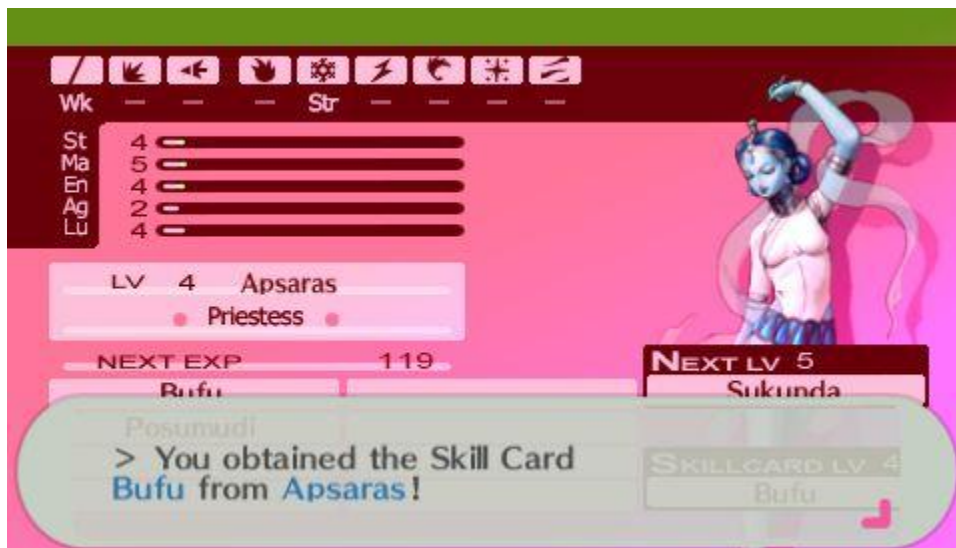 Wk — — — Str — — — —
St 4
Ma 5
En 4
Ag 2
Lu 4
LV 4 Apsaras
Priestess
NEXT EXP 119
Bufu
Posumudi
NEXT LV 5
Sukunda
SKILLCARD LV 4
Bufu
> You obtained the Skill Card
Bufu from Apsaras!